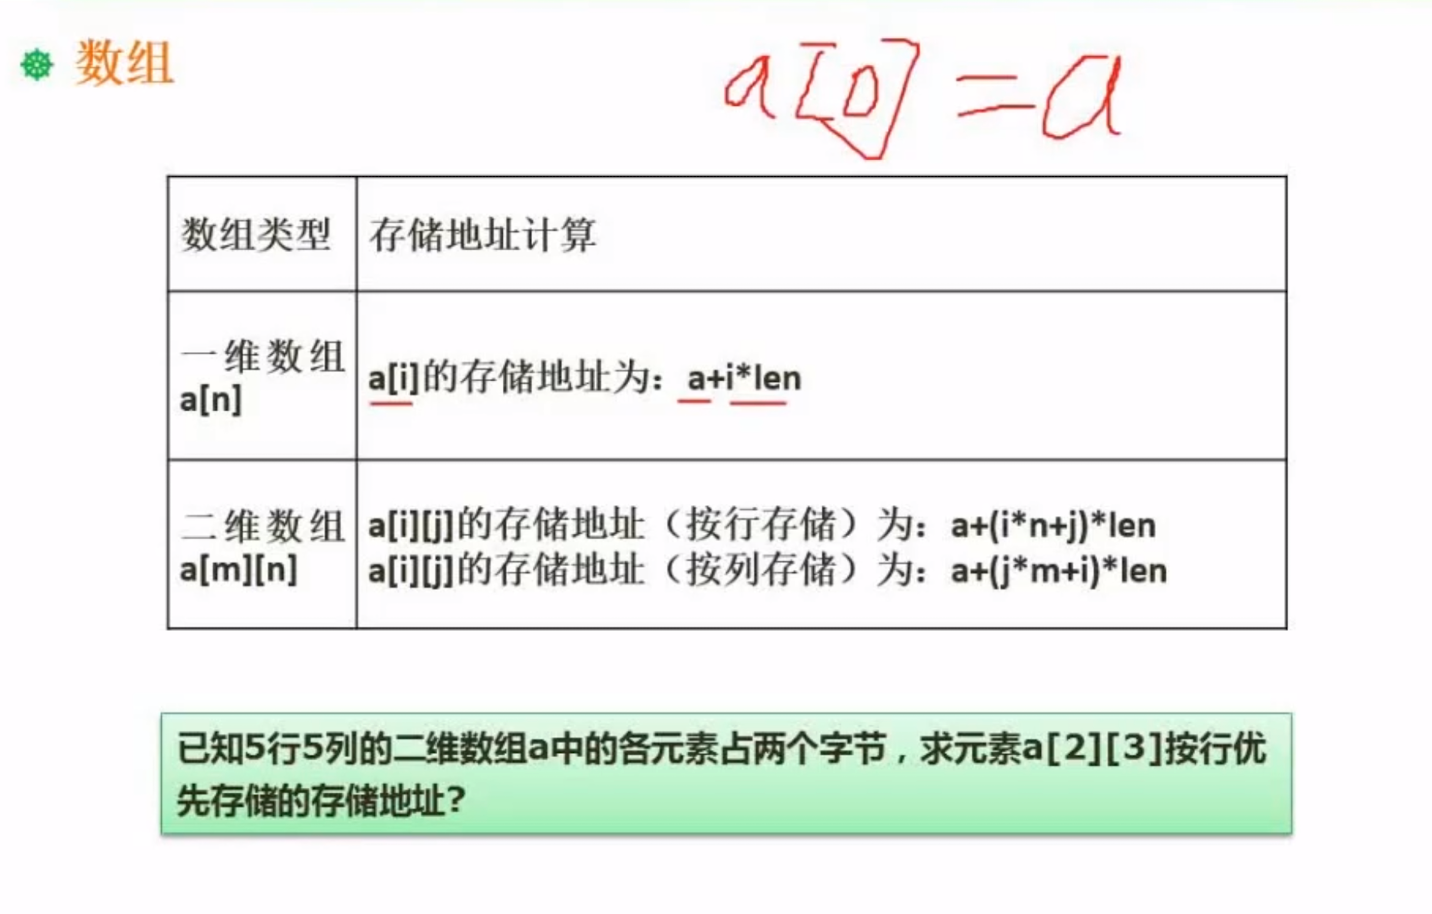 数组
a[0]=a
数组类型
存储地址计算
一维数组
a[n]
a[i]的存储地址为：a+i*len
二维数组
a[m][n]
a[i][j]的存储地址（按行存储）为：a+(i*n+j)*len
a[i][j]的存储地址（按列存储）为：a+(j*m+i)*len
已知5行5列的二维数组a中的各元素占两个字节，求元素a[2][3]按行优
先存储的存储地址?